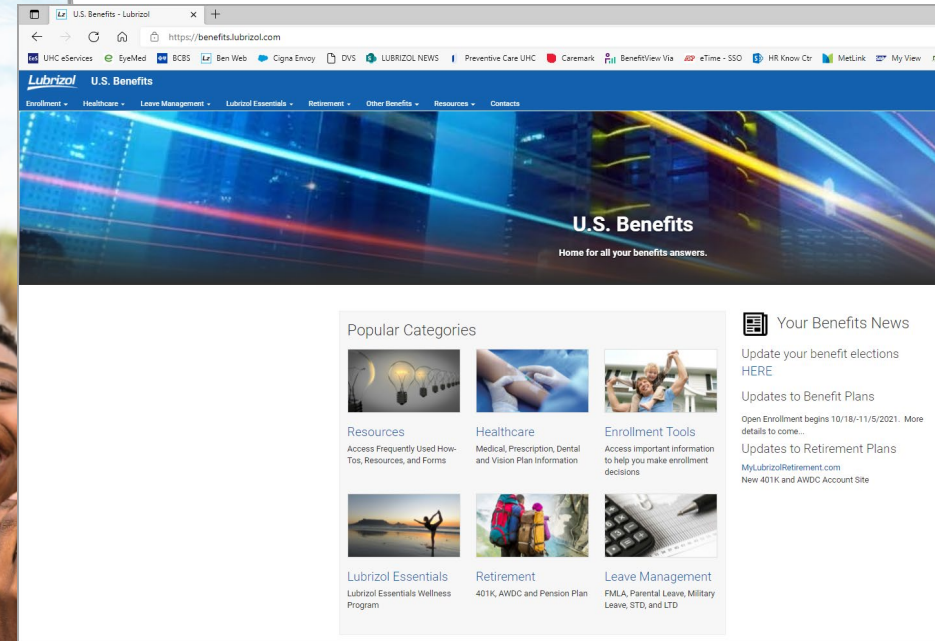 U.S. Benefits - Lubrizol
https://benefits.lubrizol.com
UHC eServices EyeMed BCBS Lz Ben Web Cigna Envoy DVS LUBRIZOL NEWS Preventive Care UHC Caremark BenefitView Via eTime - SSO HR Know Ctr MetLink My View
Lubrizol U.S. Benefits
Enrollment Healthcare Leave Management Lubrizol Essentials Retirement Other Benefits Resources Contacts
U.S. Benefits
Home for all your benefits answers.
Popular Categories
Resources
Access Frequently Used How-
Tos, Resources, and Forms
Healthcare
Medical, Prescription, Dental
and Vision Plan Information
Enrollment Tools
Access important information
to help you make enrollment
decisions
Lubrizol Essentials
Lubrizol Essentials Wellness
Program
Retirement
401K, AWDC and Pension Plan
Leave Management
FMLA, Parental Leave, Military
Leave, STD, and LTD
Your Benefits News
Update your benefit elections
HERE
Updates to Benefit Plans
Open Enrollment begins 10/18/-11/5/2021. More
details to come...
Updates to Retirement Plans
MyLubrizolRetirement.com
New 401K and AWDC Account Site